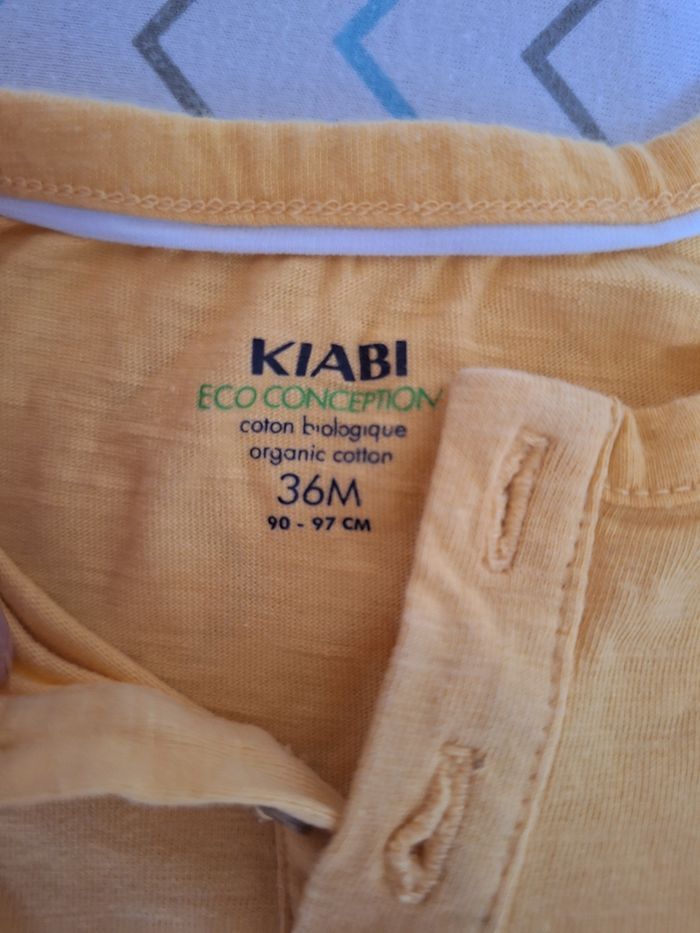 KIABI
ECO CONCEPTION
coton biologique
organic cotton
36M
90 - 97 CM